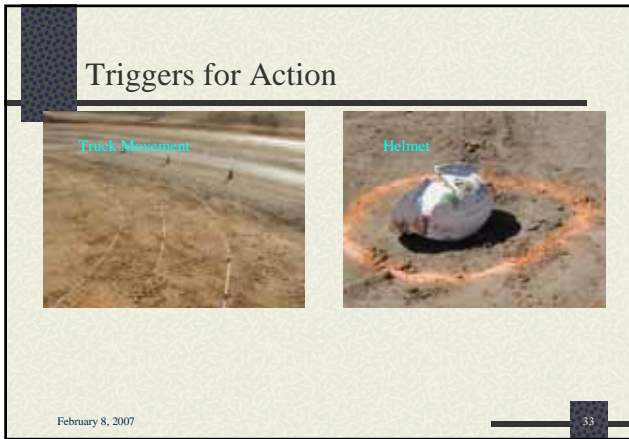 Triggers for Action
Truck Movement
Helmet
February 8, 2007
33